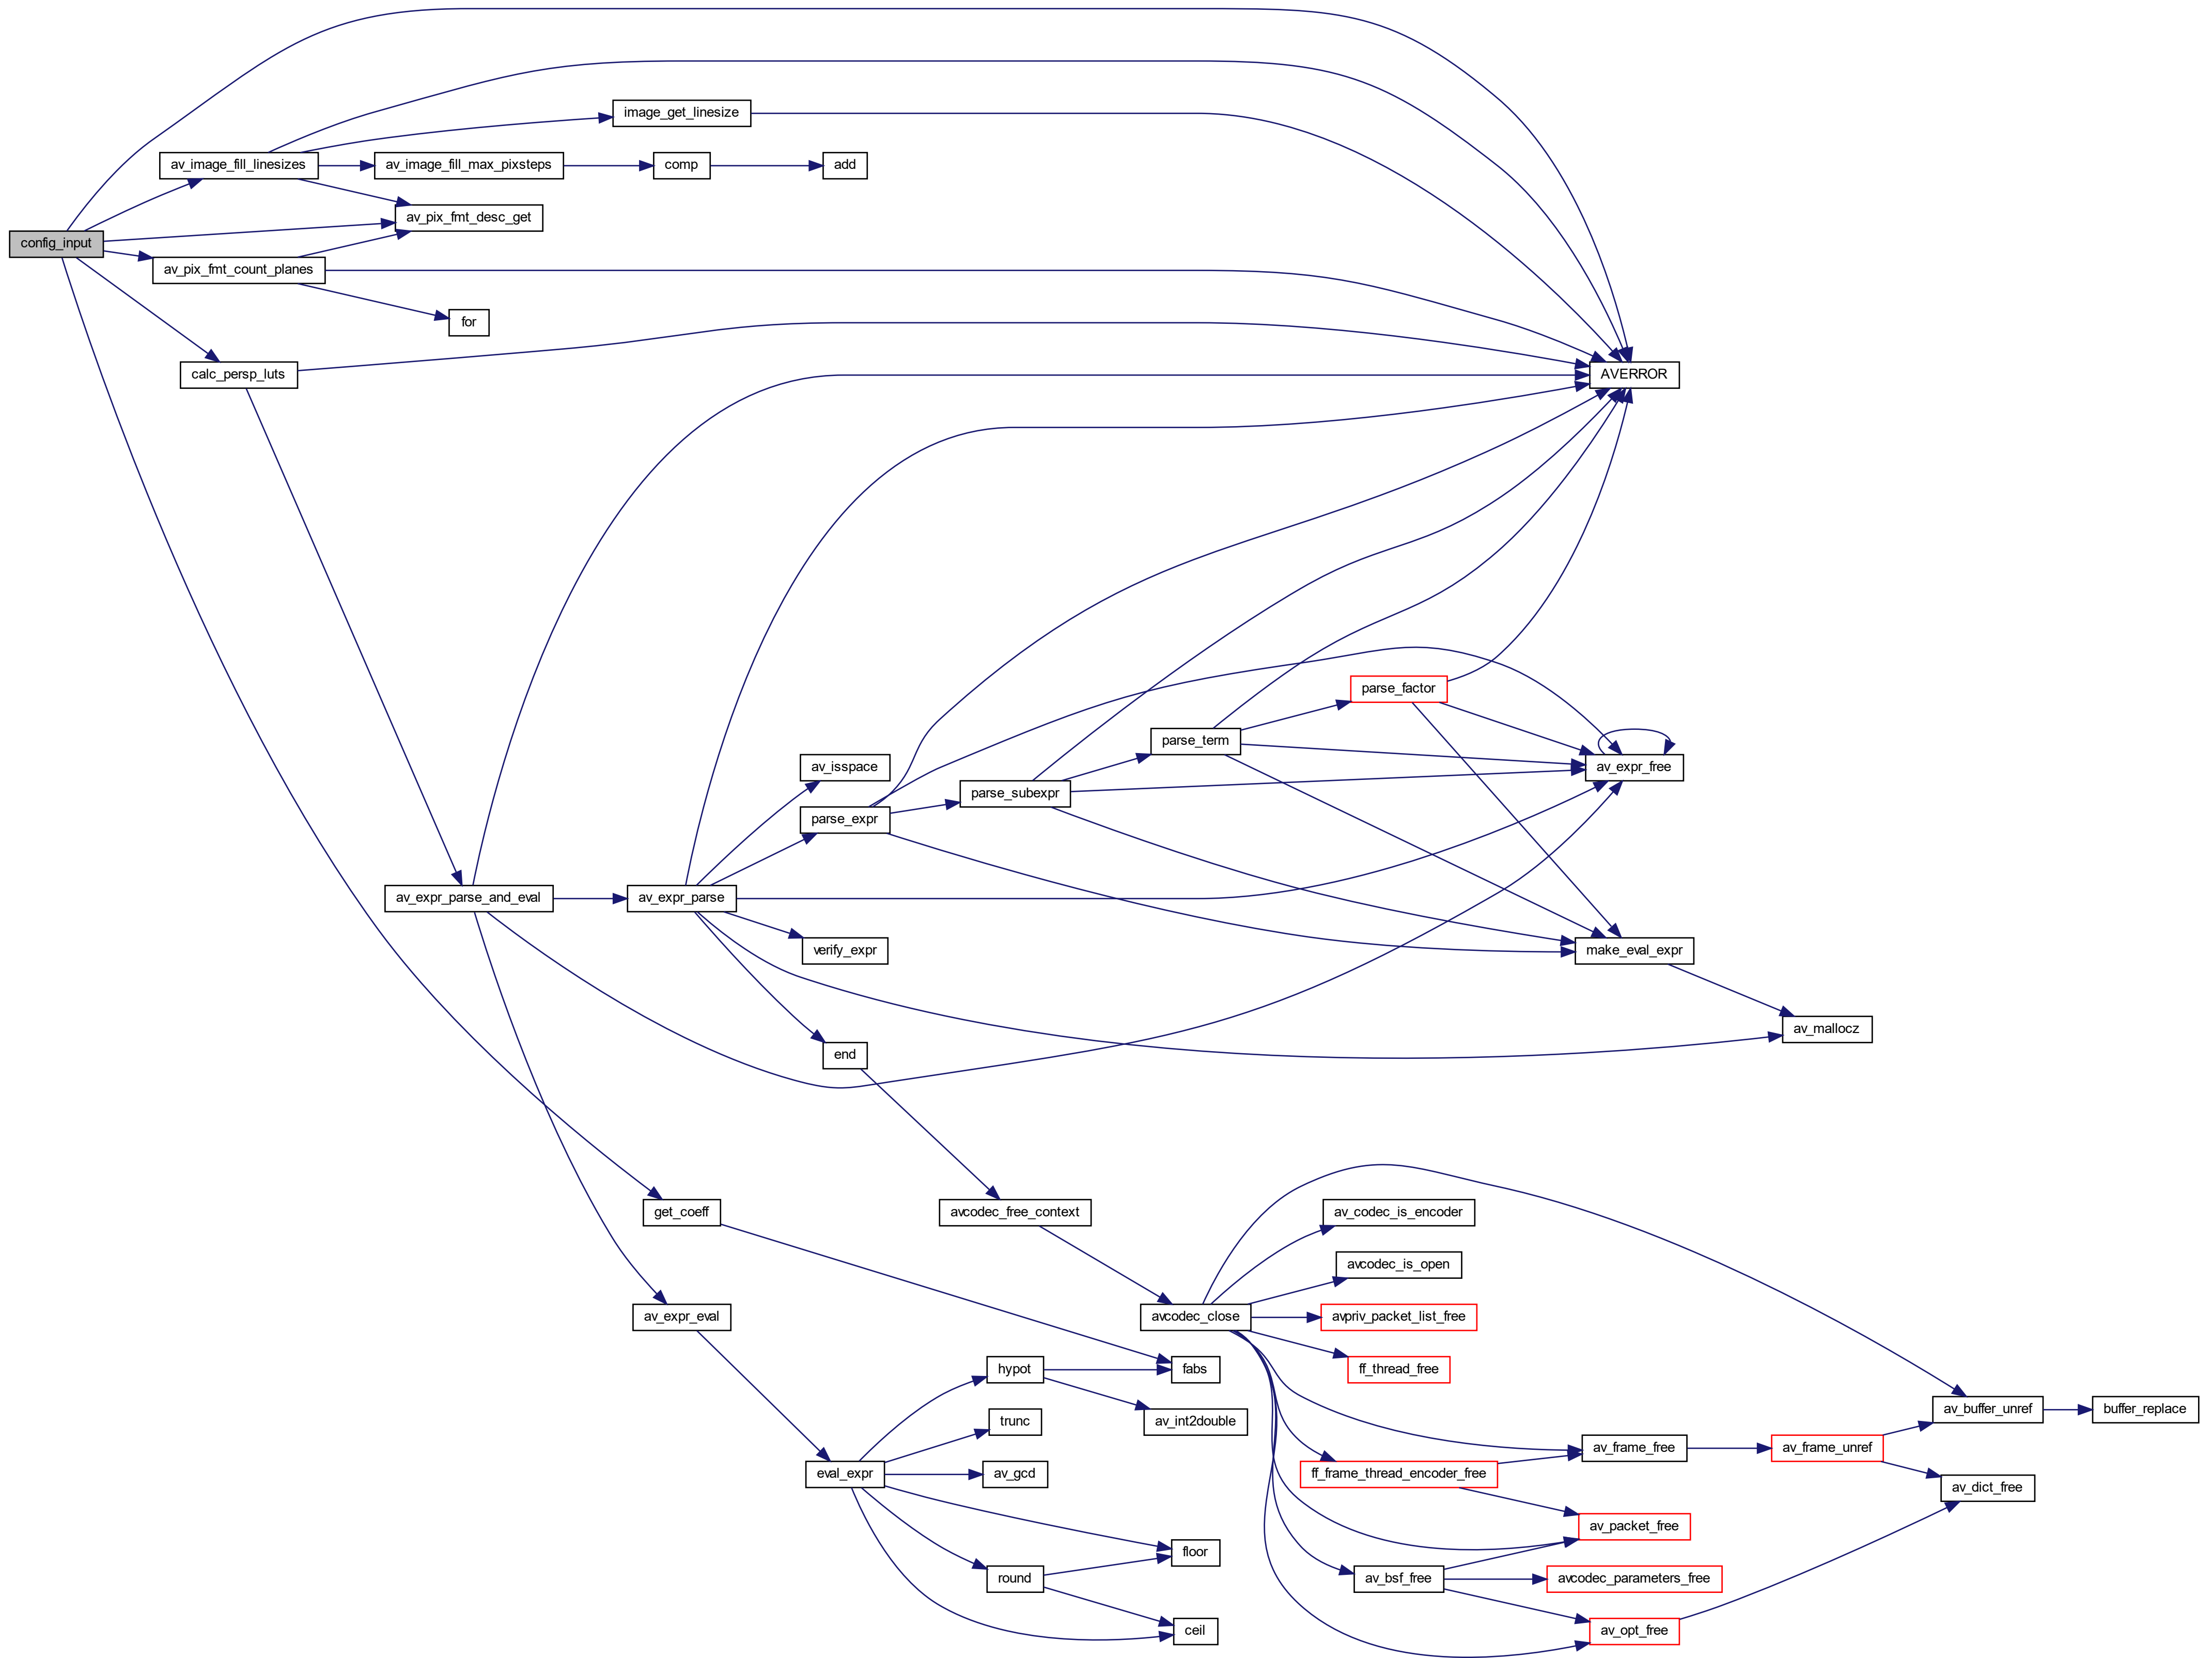 config_input
av_image_fill_linesizes
image_get_linesize
av_image_fill_max_pixsteps
comp
add
av_pix_fmt_desc_get
av_pix_fmt_count_planes
for
calc_persp_luts
AVERROR
parse_factor
parse_term
av_isspace
av_expr_free
parse_subexpr
parse_expr
av_expr_parse_and_eval
av_expr_parse
verify_expr
make_eval_expr
av_mallocz
end
get_coeff
avcodec_free_context
av_codec_is_encoder
avcodec_is_open
av_expr_eval
avcodec_close
avpriv_packet_list_free
hypot
fabs
ff_thread_free
trunc
av_int2double
av_buffer_unref
buffer_replace
av_frame_free
av_frame_unref
eval_expr
av_gcd
ff_frame_thread_encoder_free
av_dict_free
av_packet_free
floor
round
av_bsf_free
avcodec_parameters_free
ceil
av_opt_free